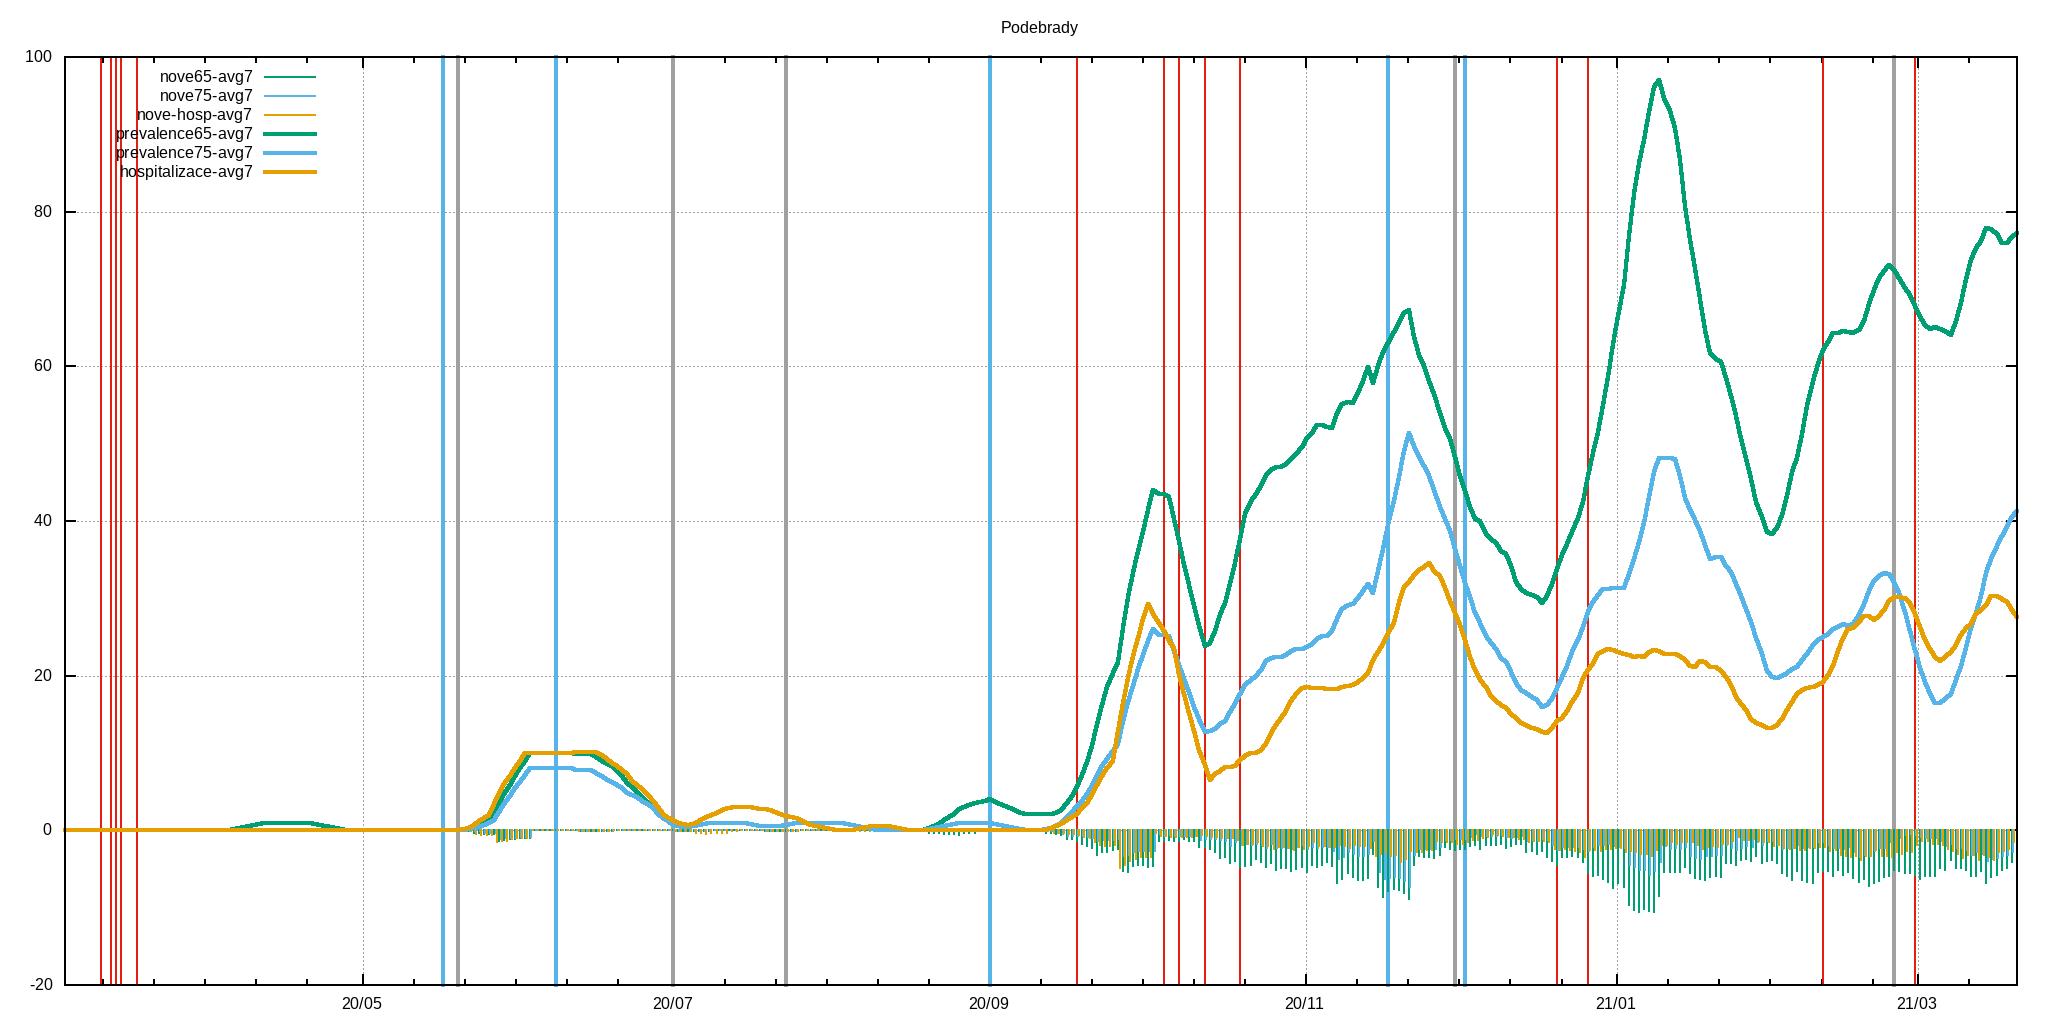 Podebrady
100
80
60
40
20
0
-20
nove65-avg7
nove75-avg7
nove-hosp-avg7
prevalence65-avg7
prevalence75-avg7
hospitalizace-avg7
20/05 20/07 20/09 20/11 21/01 21/03